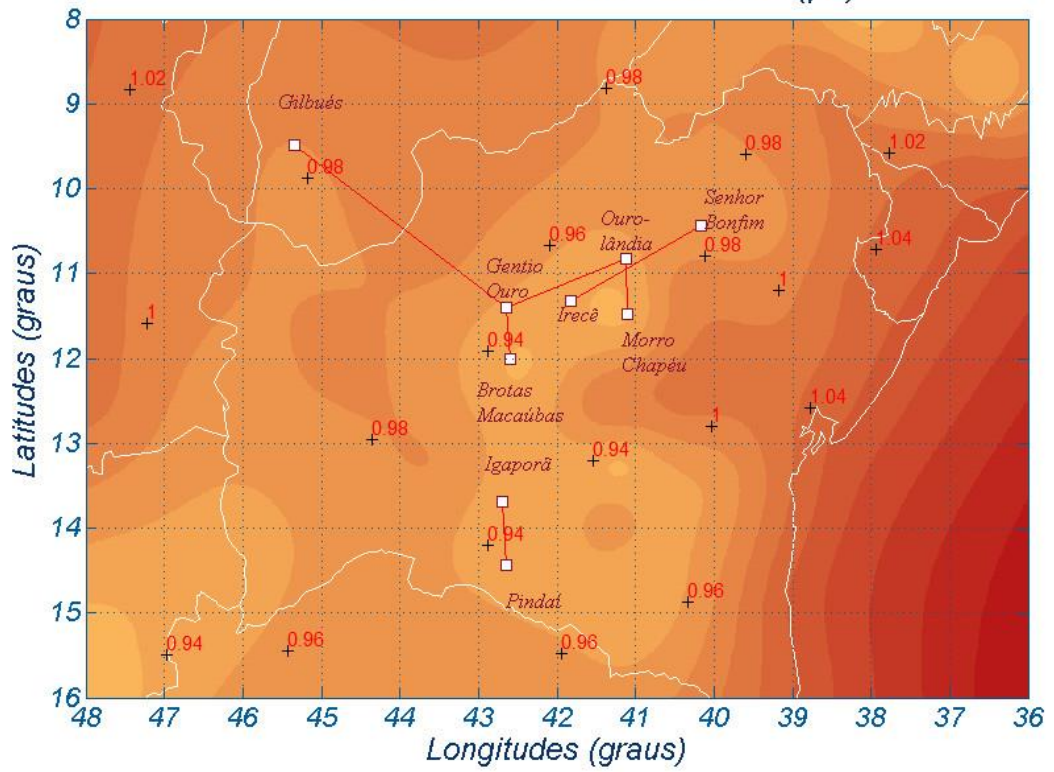 8
1.02
0.98
Gilbués
9
0.98
1.02
0.98
10
Senhor
Bonfim
Ouro-
lândia
0.96
0.98
1.04
Gentio
Ouro
11
1
Irecê
1
0.94
Morro
Chapéu
12
Brotas
Macaúbas
1.04
1
0.98
13
0.94
Igaporã
14
0.94
Pindaí
0.96
15
0.94
0.96
0.96
16
48 47 46 45 44 43 42 41 40 39 38 37 36
Longitudes (graus)
Latitudes (graus)